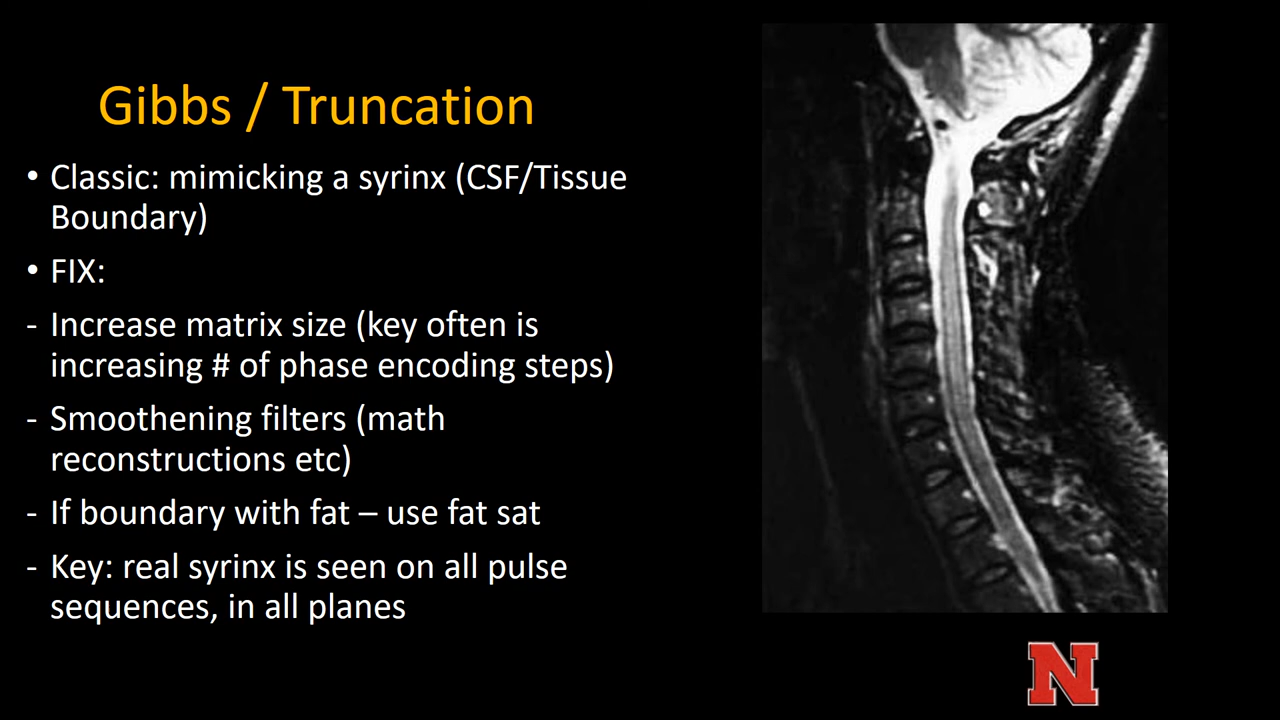 Gibbs / Truncation
• Classic: mimicking a syrinx (CSF/Tissue
Boundary)
• FIX:
- Increase matrix size (key often is
increasing # of phase encoding steps)
- Smoothening filters (math
reconstructions etc)
- If boundary with fat – use fat sat
- Key: real syrinx is seen on all pulse
sequences, in all planes
N